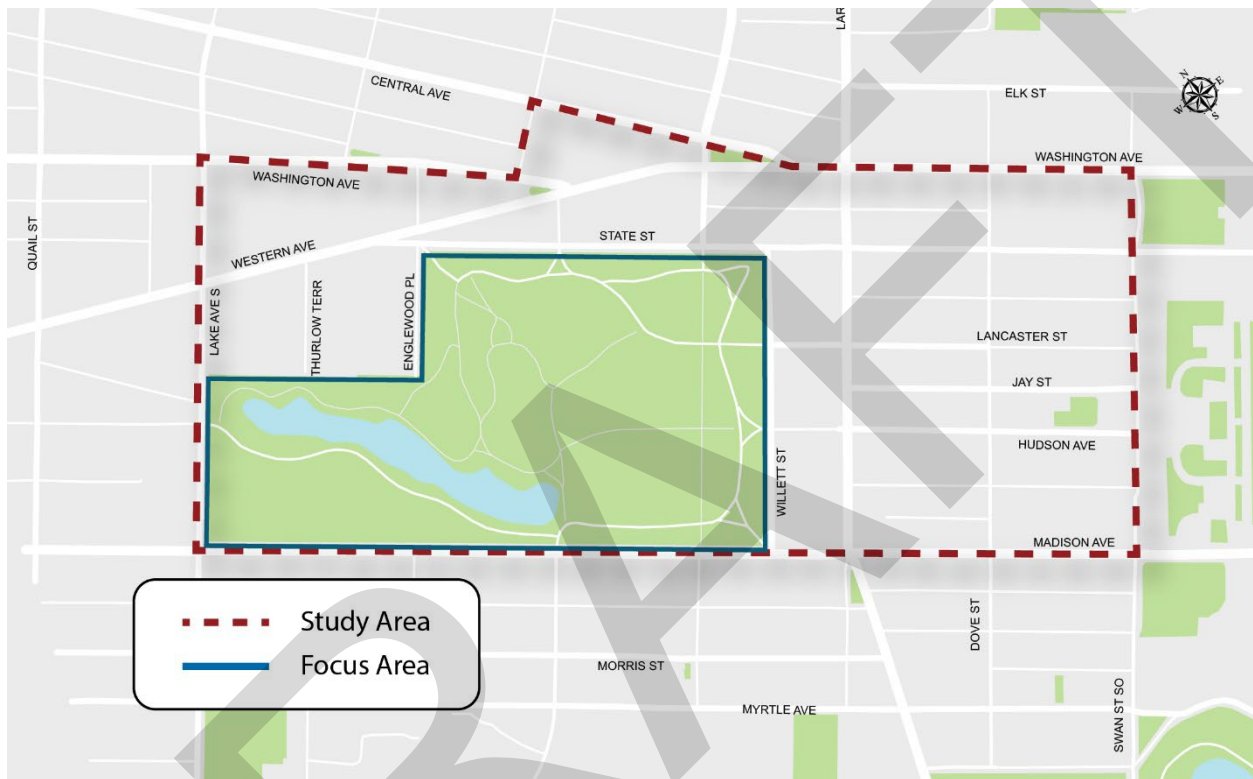 LAR
CENTRAL AVE
ELK ST
N
E
W
S
WASHINGTON AVE
WASHINGTON AVE
QUAIL ST
STATE ST
WESTERN AVE
LAKE AVE S
THURLOW TERR
ENGLEWOOD PL
LANCASTER ST
JAY ST
HUDSON AVE
WILLETT ST
MADISON AVE
Study Area
Focus Area
DOVE ST
MORRIS ST
SWAN ST SO
MYRTLE AVE
DRAFT